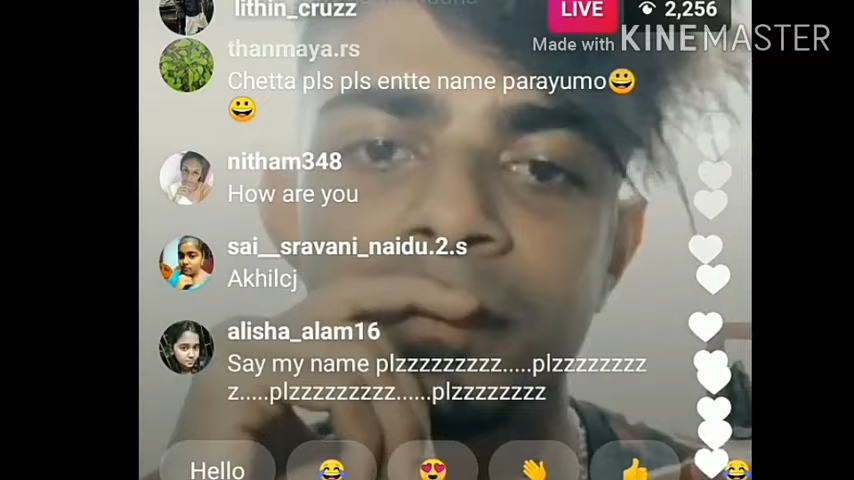 lithin_cruzz
LIVE
2,256
Made with KINEMASTER
thanmaya.rs
Chetta pls pls entte name parayumo😀
😀
nitham348
How are you
sai__sravani_naidu.2.s
Akhilcj
alisha_alam16
Say my name plzzzzzzzzz.....plzzzzzzzz
z.....plzzzzzzzzz......plzzzzzzzz
Hello 😂 😍 👋 👍 😂